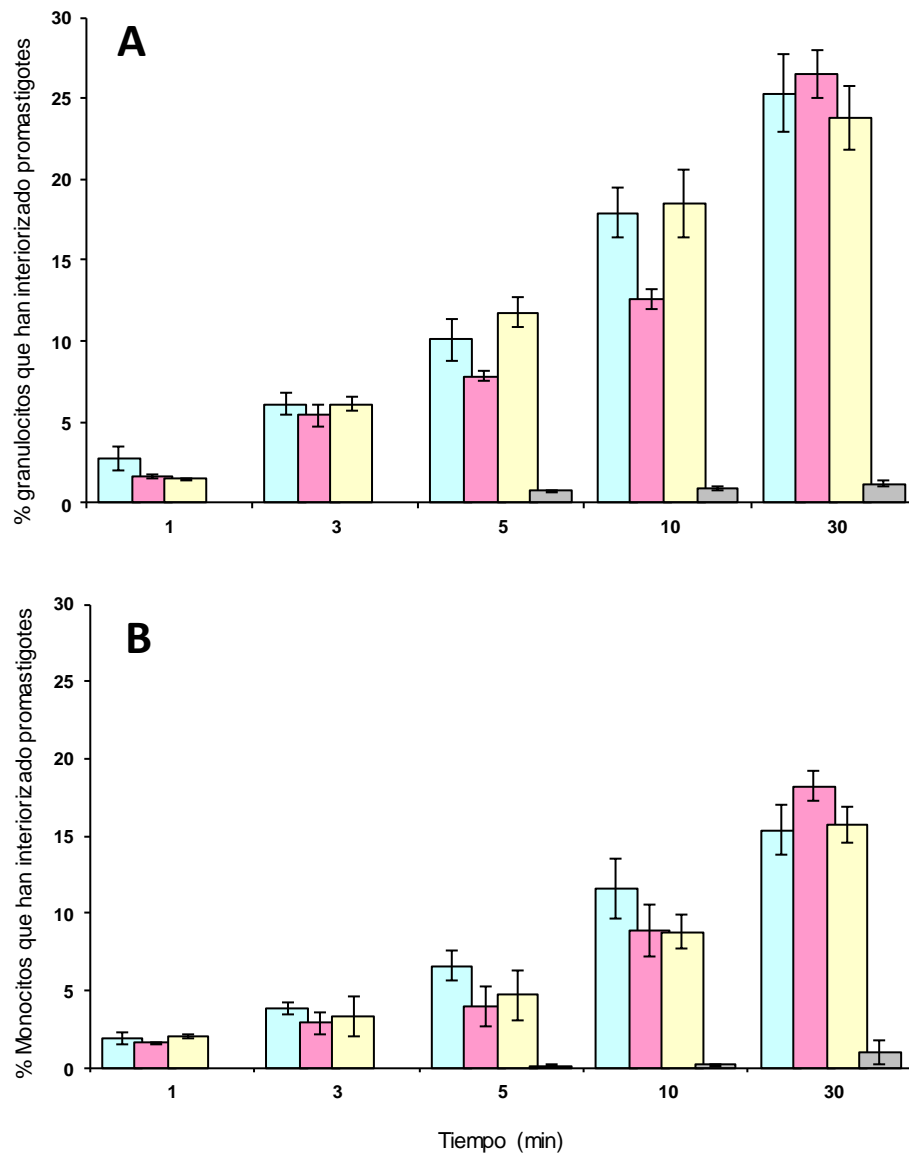 A
% granulocitos que han interiorizado promastigotes
30
25
20
15
10
5
0
1 3 5 10 30
B
% Monocitos que han interiorizado promastigotes
30
25
20
15
10
5
0
1 3 5 10 30
Tiempo (min)